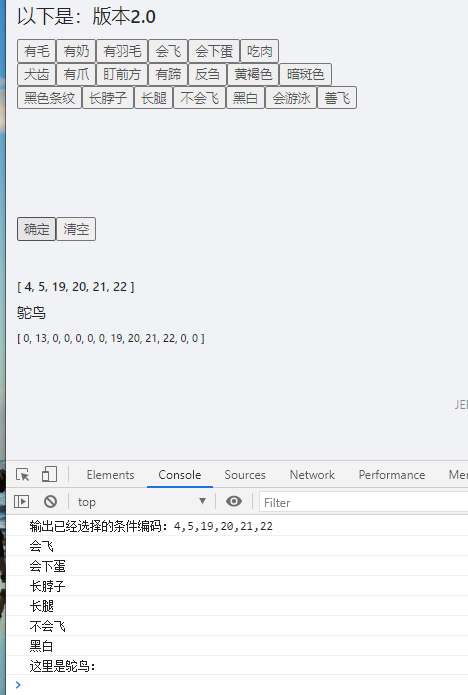 以下是：版本2.0
有毛 有奶 有羽毛 会飞 会下蛋 吃肉
犬齿 有爪 盯前方 有蹄 反刍 黄褐色 暗斑色
黑色条纹 长脖子 长腿 不会飞 黑白 会游泳 善飞
确定 清空
[ 4, 5, 19, 20, 21, 22 ]
鸵鸟
[ 0, 13, 0, 0, 0, 0, 0, 19, 20, 21, 22, 0, 0 ]
Elements Console Sources Network Performance
top Filter
输出已经选择的条件编码：4,5,19,20,21,22
会飞
会下蛋
长脖子
长腿
不会飞
黑白
这里是鸵鸟：